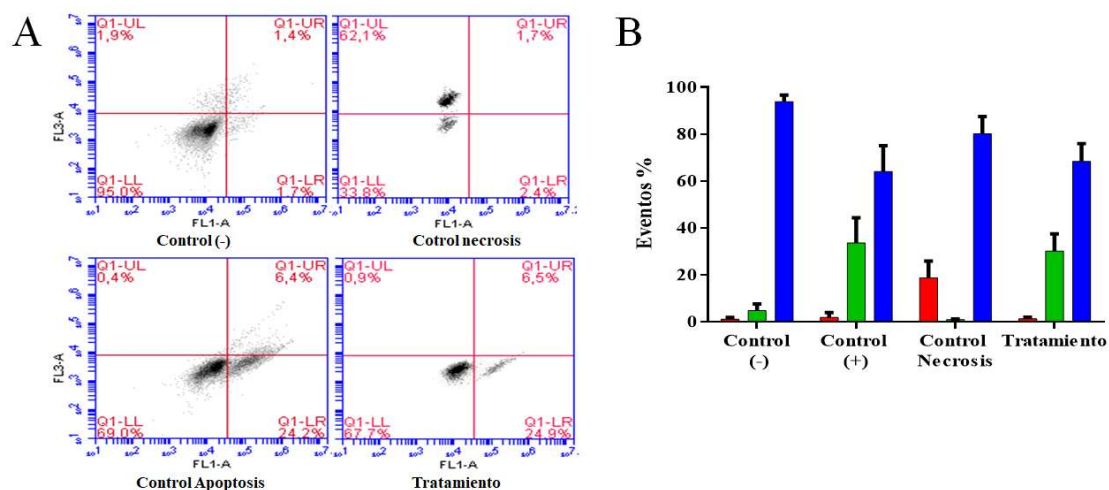 A
Q1-UL
1,9%
Q1-UR
1,4%
Q1-LL
95,0%
Q1-LR
1,7%
FL3-A
FL1-A
Control (-)
Q1-UL
62,1%
Q1-UR
1,7%
Q1-LL
33,8%
Q1-LR
2,4%
FL1-A
Cotrol necrosis
Q1-UL
0,4%
Q1-UR
6,4%
Q1-LL
69,0%
Q1-LR
24,2%
FL3-A
FL1-A
Control Apoptosis
Q1-UL
0,9%
Q1-UR
6,5%
Q1-LL
67,7%
Q1-LR
24,9%
FL1-A
Tratamiento
B
Eventos %
100
80
60
40
20
0
Control
(-)
Control
(+)
Control
Necrosis
Tratamiento